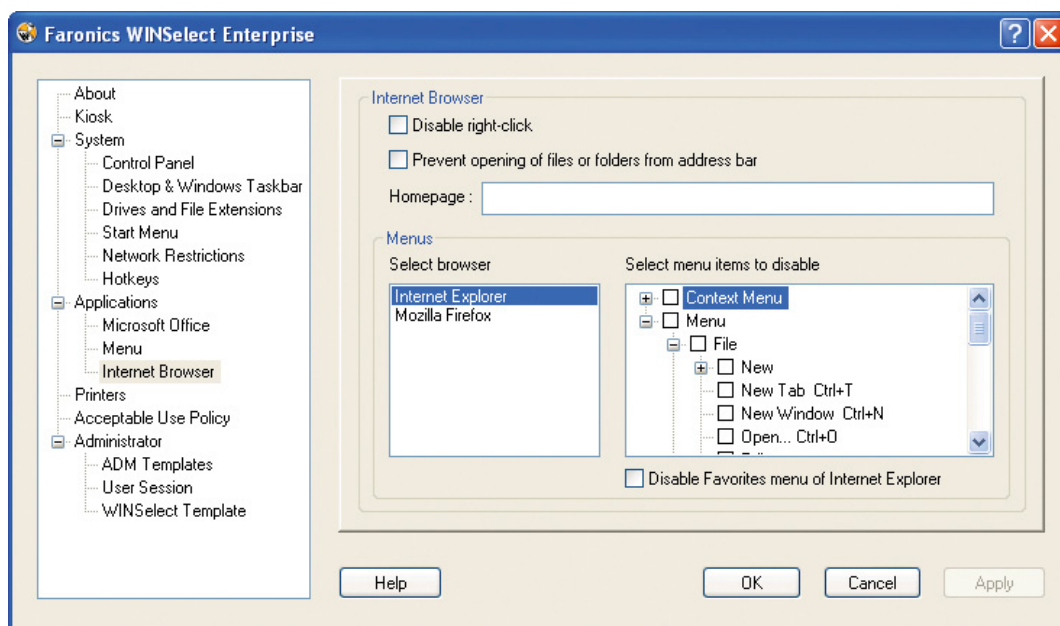 Faronics WINSelect Enterprise
About
Kiosk
System
Control Panel
Desktop & Windows Taskbar
Drives and File Extensions
Start Menu
Network Restrictions
Hotkeys
Applications
Microsoft Office
Menu
Internet Browser
Printers
Acceptable Use Policy
Administrator
ADM Templates
User Session
WINSelect Template
Internet Browser
Disable right-click
Prevent opening of files or folders from address bar
Homepage :
Menus
Select browser
Internet Explorer
Mozilla Firefox
Select menu items to disable
Context Menu
Menu
File
New
New Tab Ctrl+T
New Window Ctrl+N
Open... Ctrl+O
Disable Favorites menu of Internet Explorer
Help
OK
Cancel
Apply